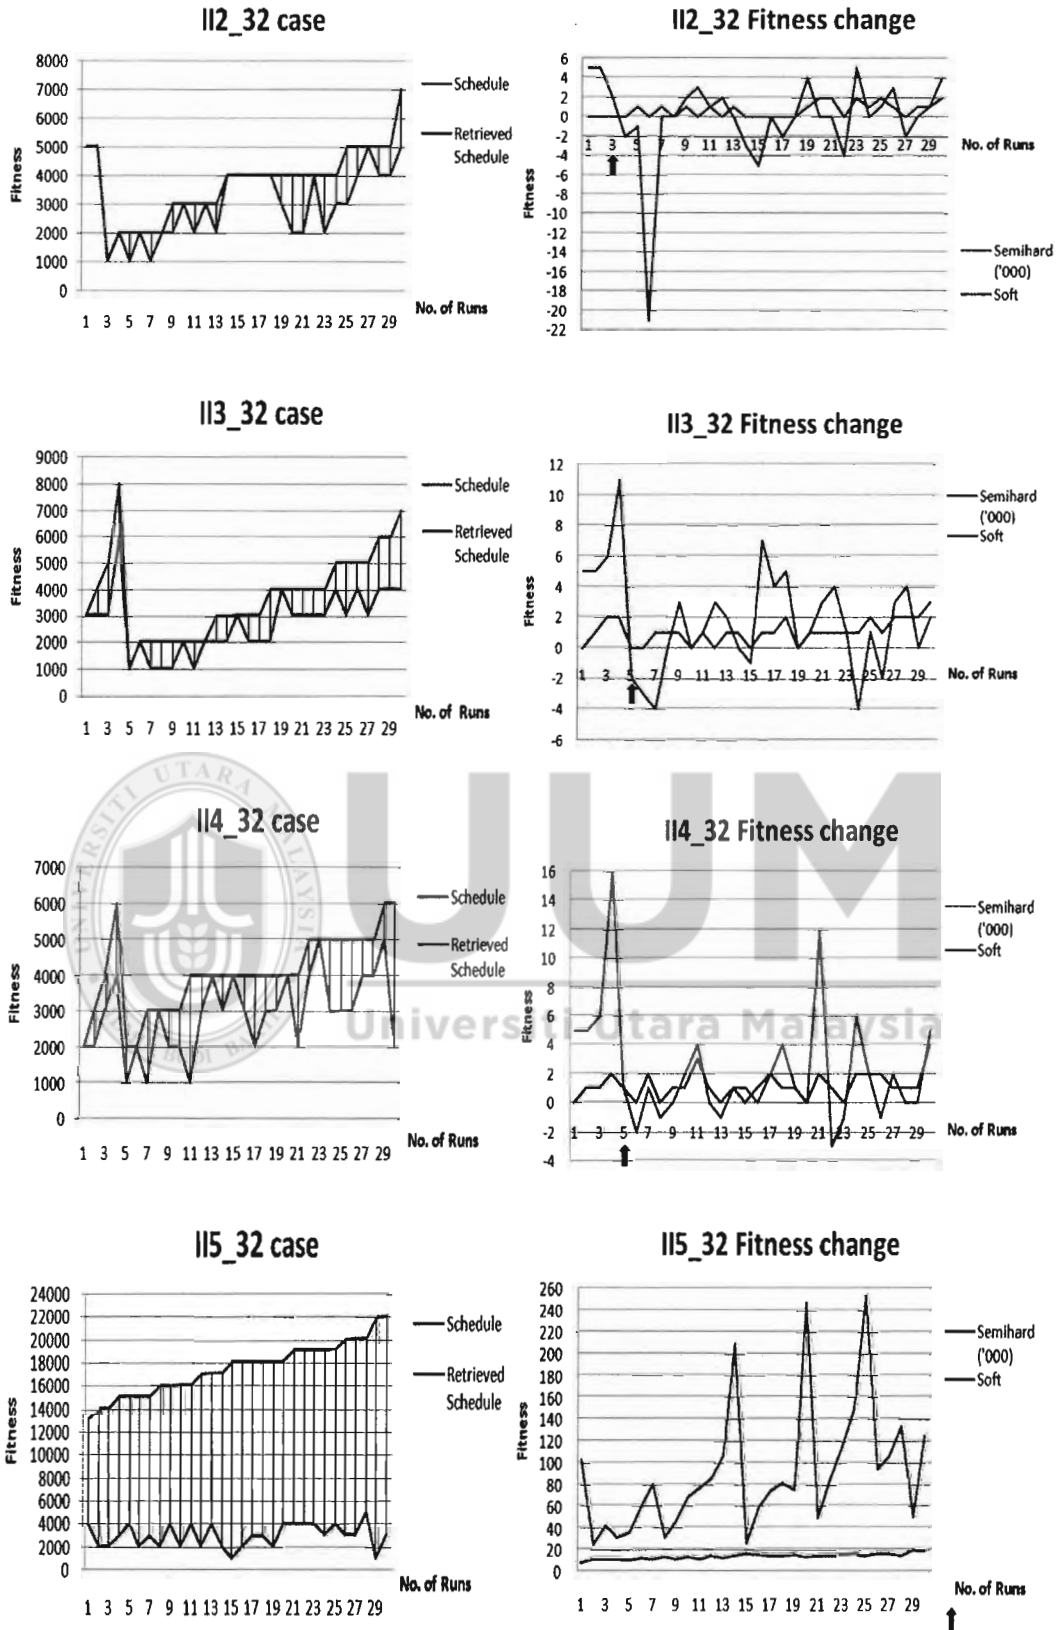 II2_32 case
8000
7000
6000
5000
4000
3000
2000
1000
0
Fitness
Schedule
Retrieved
Schedule
No. of Runs
1 3 5 7 9 11 13 15 17 19 21 23 25 27 29
II2_32 Fitness change
6
4
2
0
-2
-4
-6
-8
-10
-12
-14
-16
-18
-20
-22
Fitness
1 3 5 7 9 11 13 15 17 19 21 23 25 27 29
No. of Runs
Semihard
('000)
Soft
II3_32 case
9000
8000
7000
6000
5000
4000
3000
2000
1000
0
Fitness
Schedule
Retrieved
Schedule
No. of Runs
1 3 5 7 9 11 13 15 17 19 21 23 25 27 29
II3_32 Fitness change
12
10
8
6
4
2
0
-2
-4
-6
Fitness
1 3 5 7 9 11 13 15 17 19 21 23 25 27 29
No. of Runs
Semihard
('000)
Soft
UNIVERSITI UTARA MALAYSIA
UUM
Universiti Utara Malaysia
II4_32 case
7000
6000
5000
4000
3000
2000
1000
0
Fitness
Schedule
Retrieved
Schedule
No. of Runs
1 3 5 7 9 11 13 15 17 19 21 23 25 27 29
II4_32 Fitness change
16
14
12
10
8
6
4
2
0
-2
-4
Fitness
1 3 5 7 9 11 13 15 17 19 21 23 25 27 29
No. of Runs
Semihard
('000)
Soft
II5_32 case
24000
22000
20000
18000
16000
14000
12000
10000
8000
6000
4000
2000
0
Fitness
Schedule
Retrieved
Schedule
No. of Runs
1 3 5 7 9 11 13 15 17 19 21 23 25 27 29
II5_32 Fitness change
260
240
220
200
180
160
140
120
100
80
60
40
20
0
Fitness
1 3 5 7 9 11 13 15 17 19 21 23 25 27 29
No. of Runs
Semihard
('000)
Soft